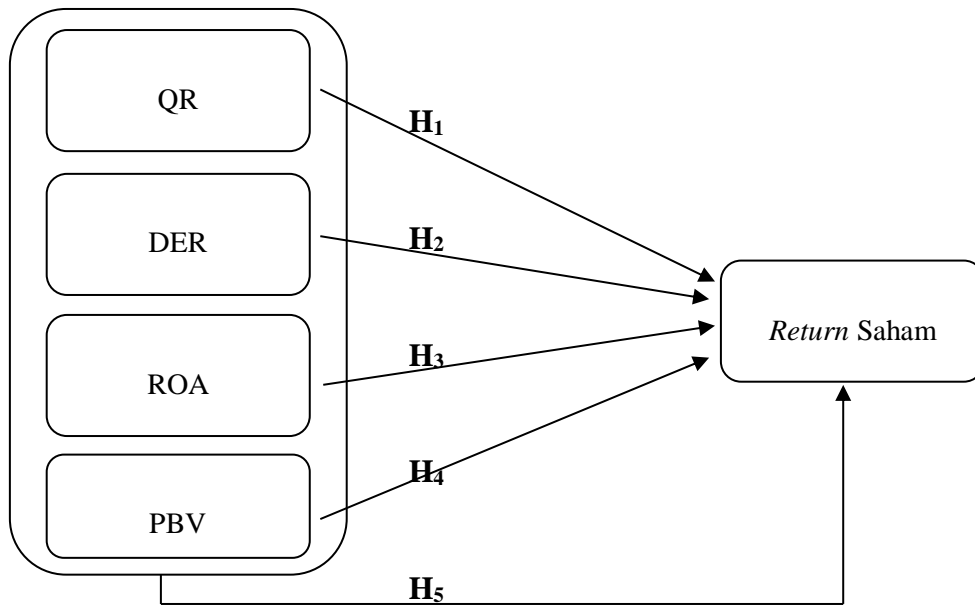 QR
H₁
DER
H₂
Return Saham
ROA
H₃
PBV
H₄
H₅